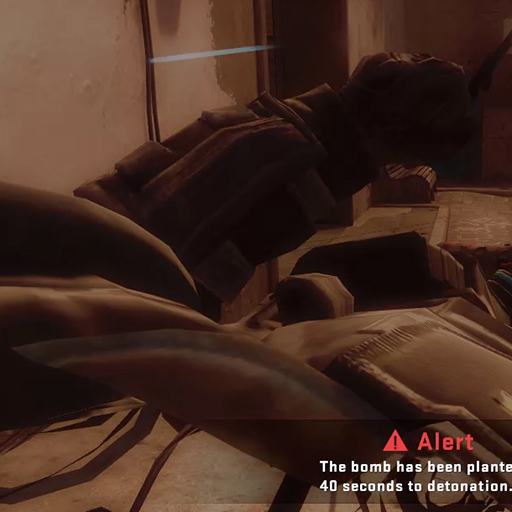 Alert
The bomb has been plante
40 seconds to detonation.